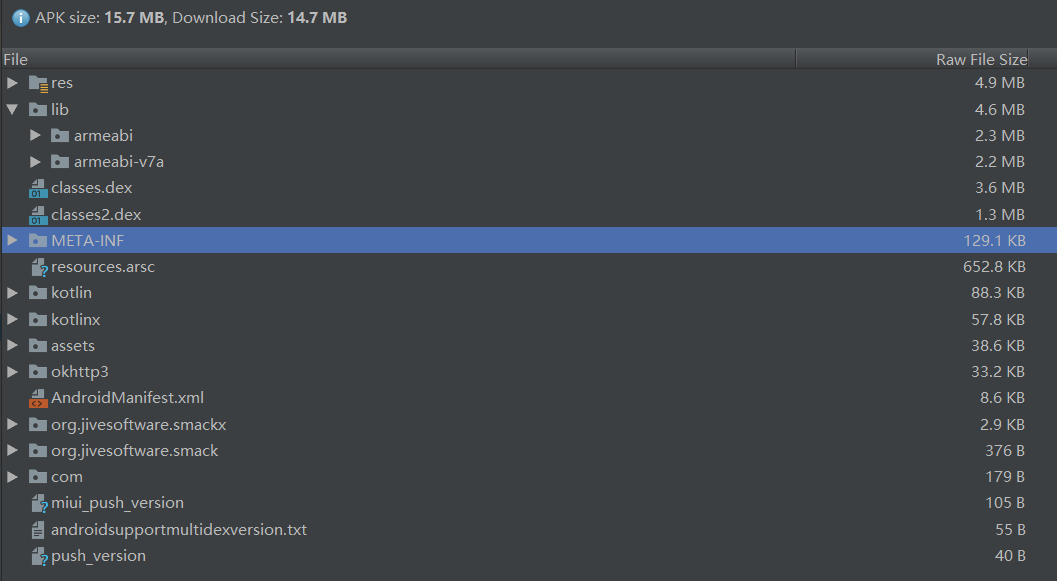 APK size: 15.7 MB, Download Size: 14.7 MB
File Raw File Size
res 4.9 MB
lib 4.6 MB
armeabi 2.3 MB
armeabi-v7a 2.2 MB
classes.dex 3.6 MB
classes2.dex 1.3 MB
META-INF 129.1 KB
resources.arsc 652.8 KB
kotlin 88.3 KB
kotlinx 57.8 KB
assets 38.6 KB
okhttp3 33.2 KB
AndroidManifest.xml 8.6 KB
org.jivesoftware.smackx 2.9 KB
org.jivesoftware.smack 376 B
com 179 B
miui_push_version 105 B
androidsupportmultidexversion.txt 55 B
push_version 40 B